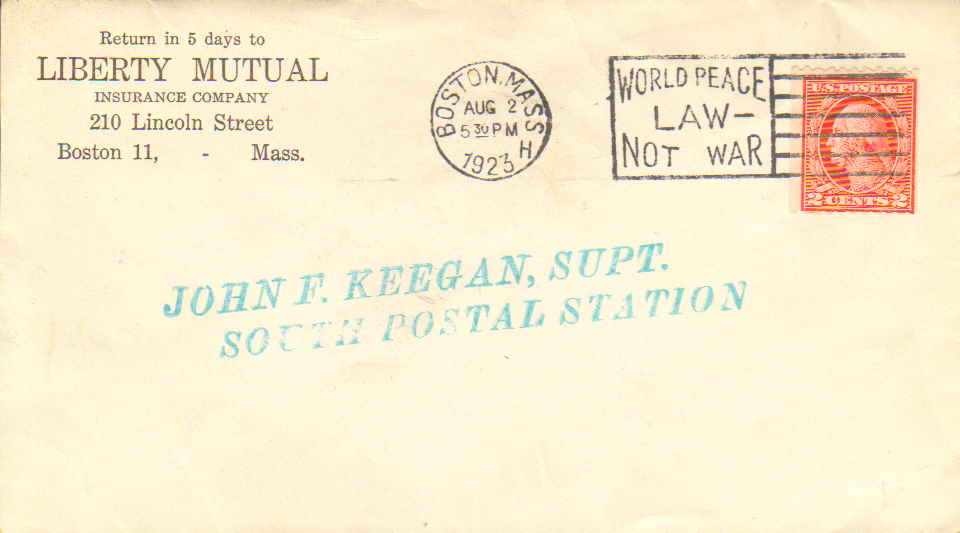 Return in 5 days to
LIBERTY MUTUAL
INSURANCE COMPANY
210 Lincoln Street
Boston 11, - Mass.
BOSTON, MASS
AUG 2
5 30 PM
1923
H
WORLD PEACE
LAW—
NOT WAR
U.S. POSTAGE
2 CENTS 2
JOHN F. KEEGAN, SUPT.
SOUTH POSTAL STATION